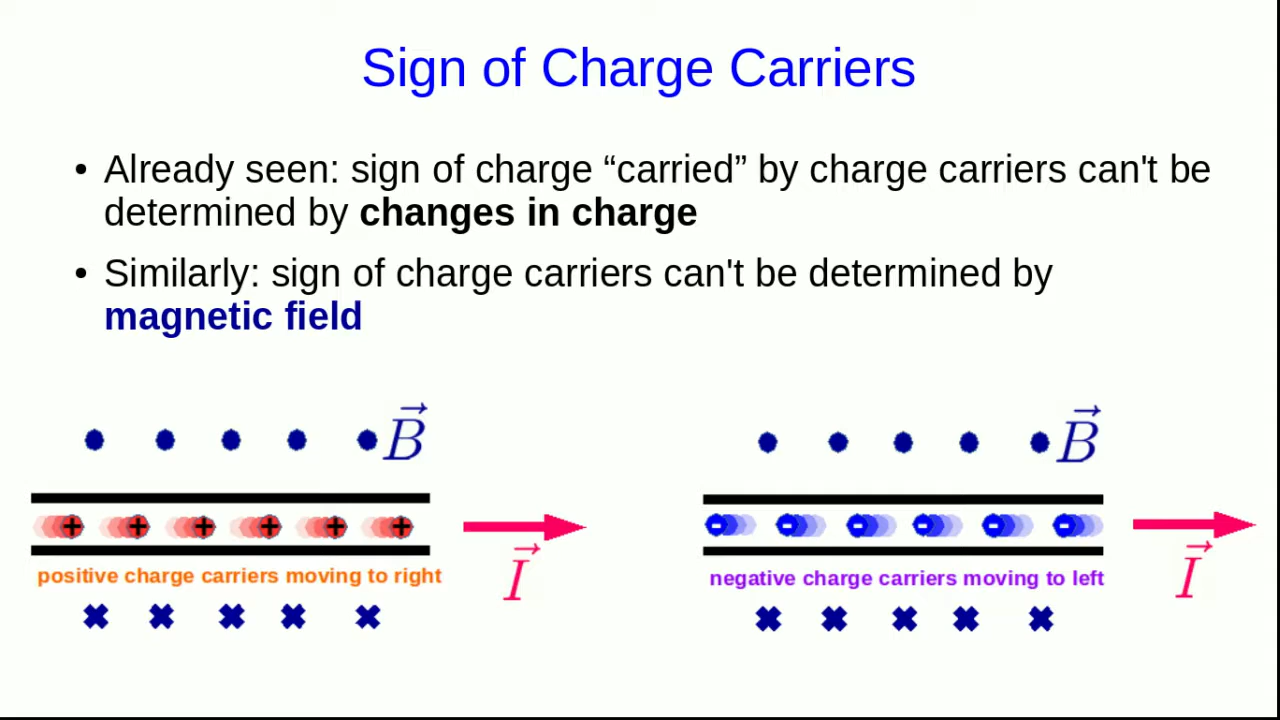 Sign of Charge Carriers
• Already seen: sign of charge “carried” by charge carriers can't be
determined by changes in charge
• Similarly: sign of charge carriers can't be determined by
magnetic field
B
B
+ + + + + +
- - - - - -
I
I
positive charge carriers moving to right
negative charge carriers moving to left